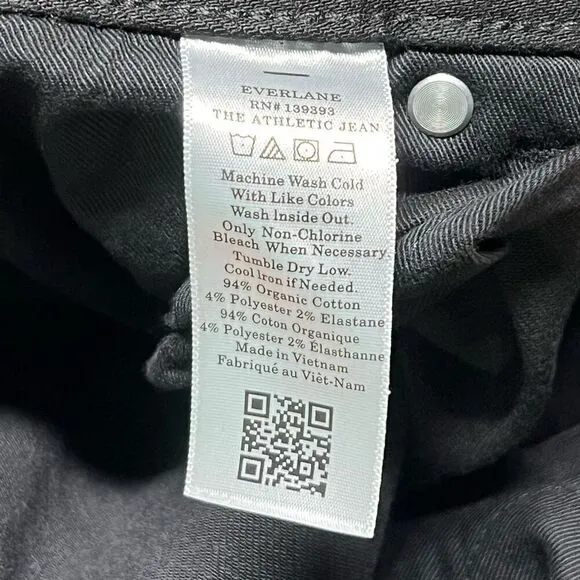 EVERLANE
RN# 139393
THE ATHLETIC JEAN
Machine Wash Cold
With Like Colors
Wash Inside Out.
Only Non-Chlorine
Bleach When Necessary.
Tumble Dry Low.
Cool Iron if Needed.
94% Organic Cotton
4% Polyester 2% Elastane
94% Coton Organique
4% Polyester 2% Élasthanne
Made in Vietnam
Fabriqué au Viêt-Nam